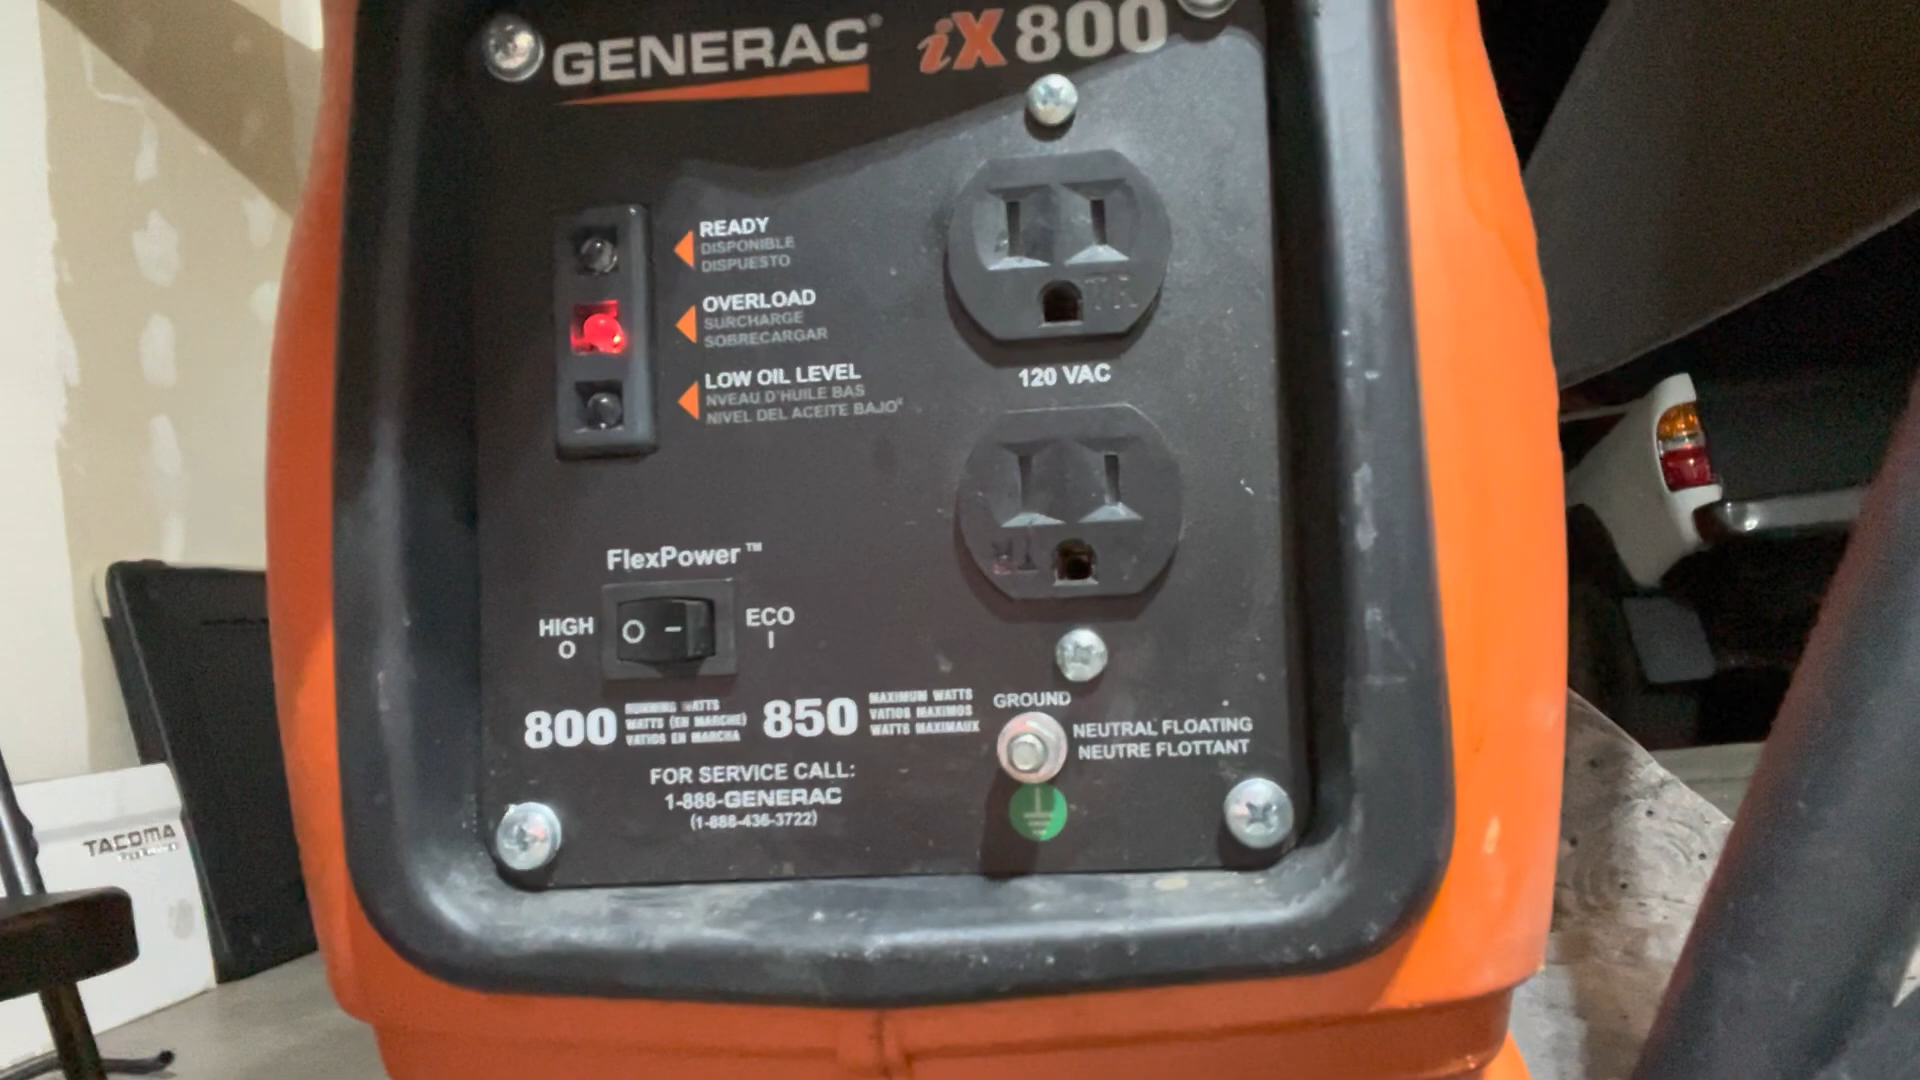 GENERAC® iX800
READY
DISPONIBLE
DISPUESTO
OVERLOAD
SURCHARGE
SOBRECARGAR
LOW OIL LEVEL
NVEAU D'HUILE BAS
NIVEL DEL ACEITE BAJO
TR
120 VAC
TR
FlexPower™
HIGH
O
O –
ECO
I
800
RUNNING WATTS
WATTS (EN MARCHE)
VATIOS EN MARCHA
850
MAXIMUM WATTS
VATIOS MAXIMOS
WATTS MAXIMAUX
GROUND
NEUTRAL FLOATING
NEUTRE FLOTTANT
FOR SERVICE CALL:
1-888-GENERAC
(1-888-436-3722)
TACOMA